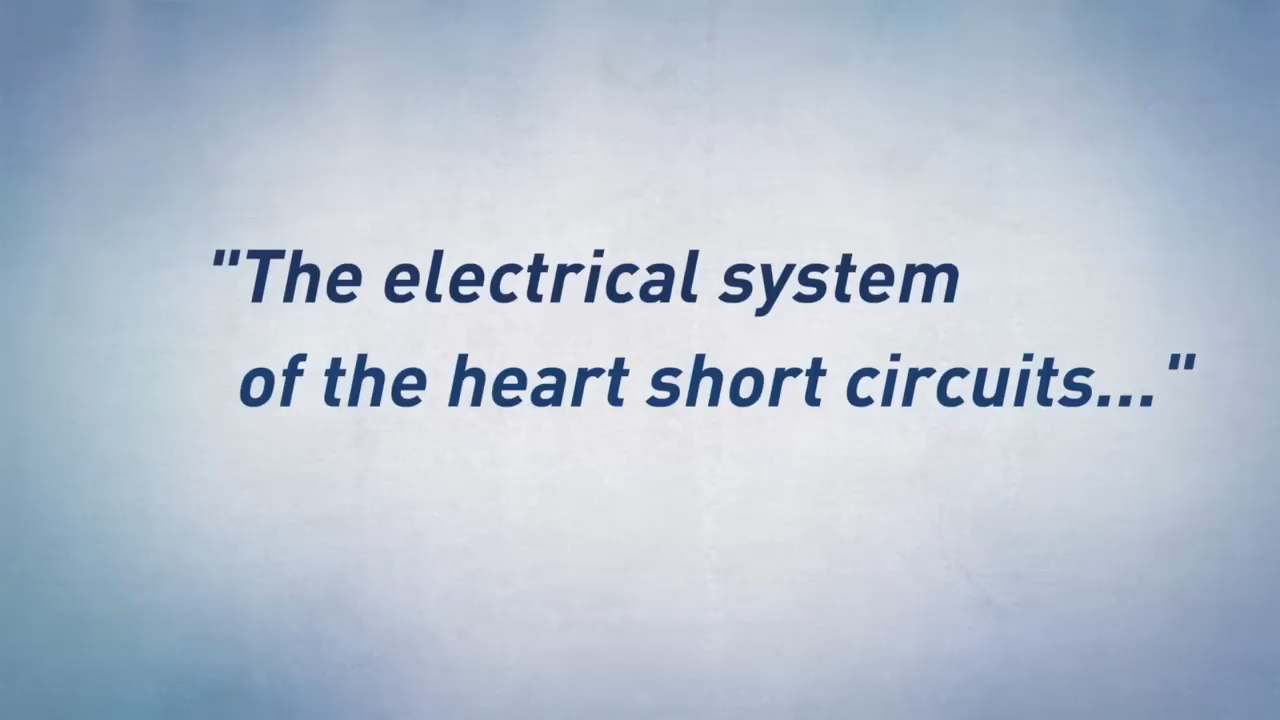 "The electrical system
of the heart short circuits..."